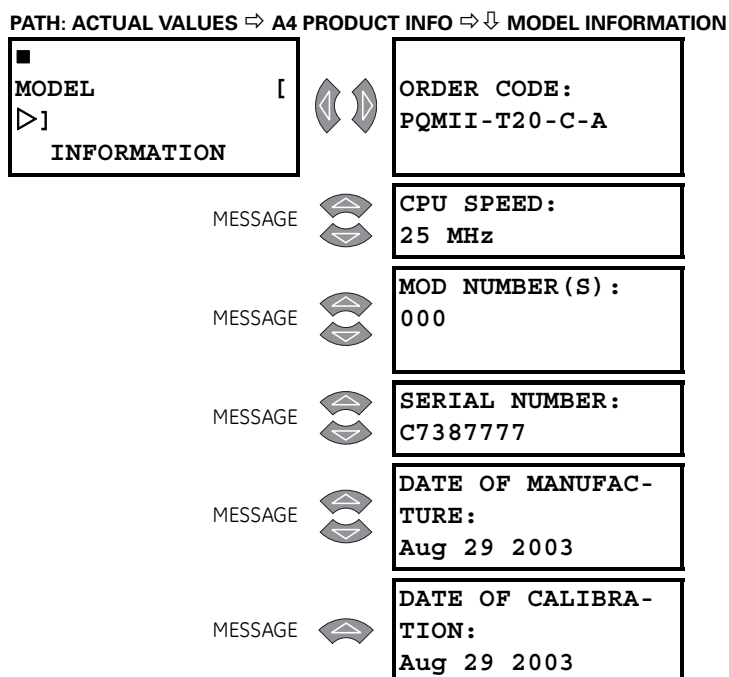 PATH: ACTUAL VALUES ⇨ A4 PRODUCT INFO ⇨⇩ MODEL INFORMATION
■
MODEL [
▷]
INFORMATION
ORDER CODE:
PQMII-T20-C-A
MESSAGE
CPU SPEED:
25 MHz
MESSAGE
MOD NUMBER(S):
000
MESSAGE
SERIAL NUMBER:
C7387777
MESSAGE
DATE OF MANUFAC-
TURE:
Aug 29 2003
MESSAGE
DATE OF CALIBRA-
TION:
Aug 29 2003